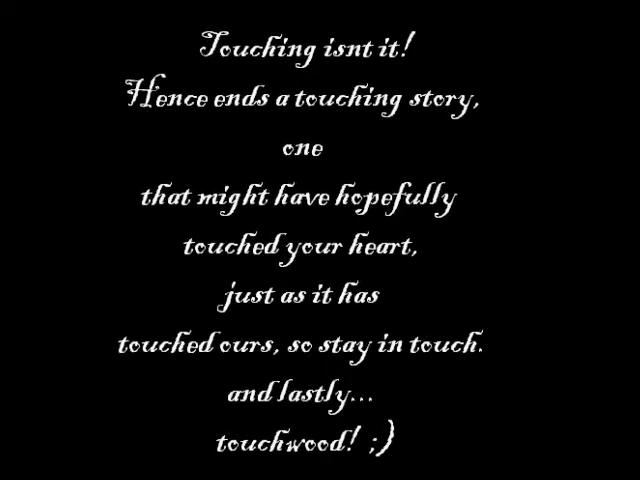 Touching isnt it!
Hence ends a touching story,
one
that might have hopefully
touched your heart,
just as it has
touched ours, so stay in touch.
and lastly...
touchwood! ;)